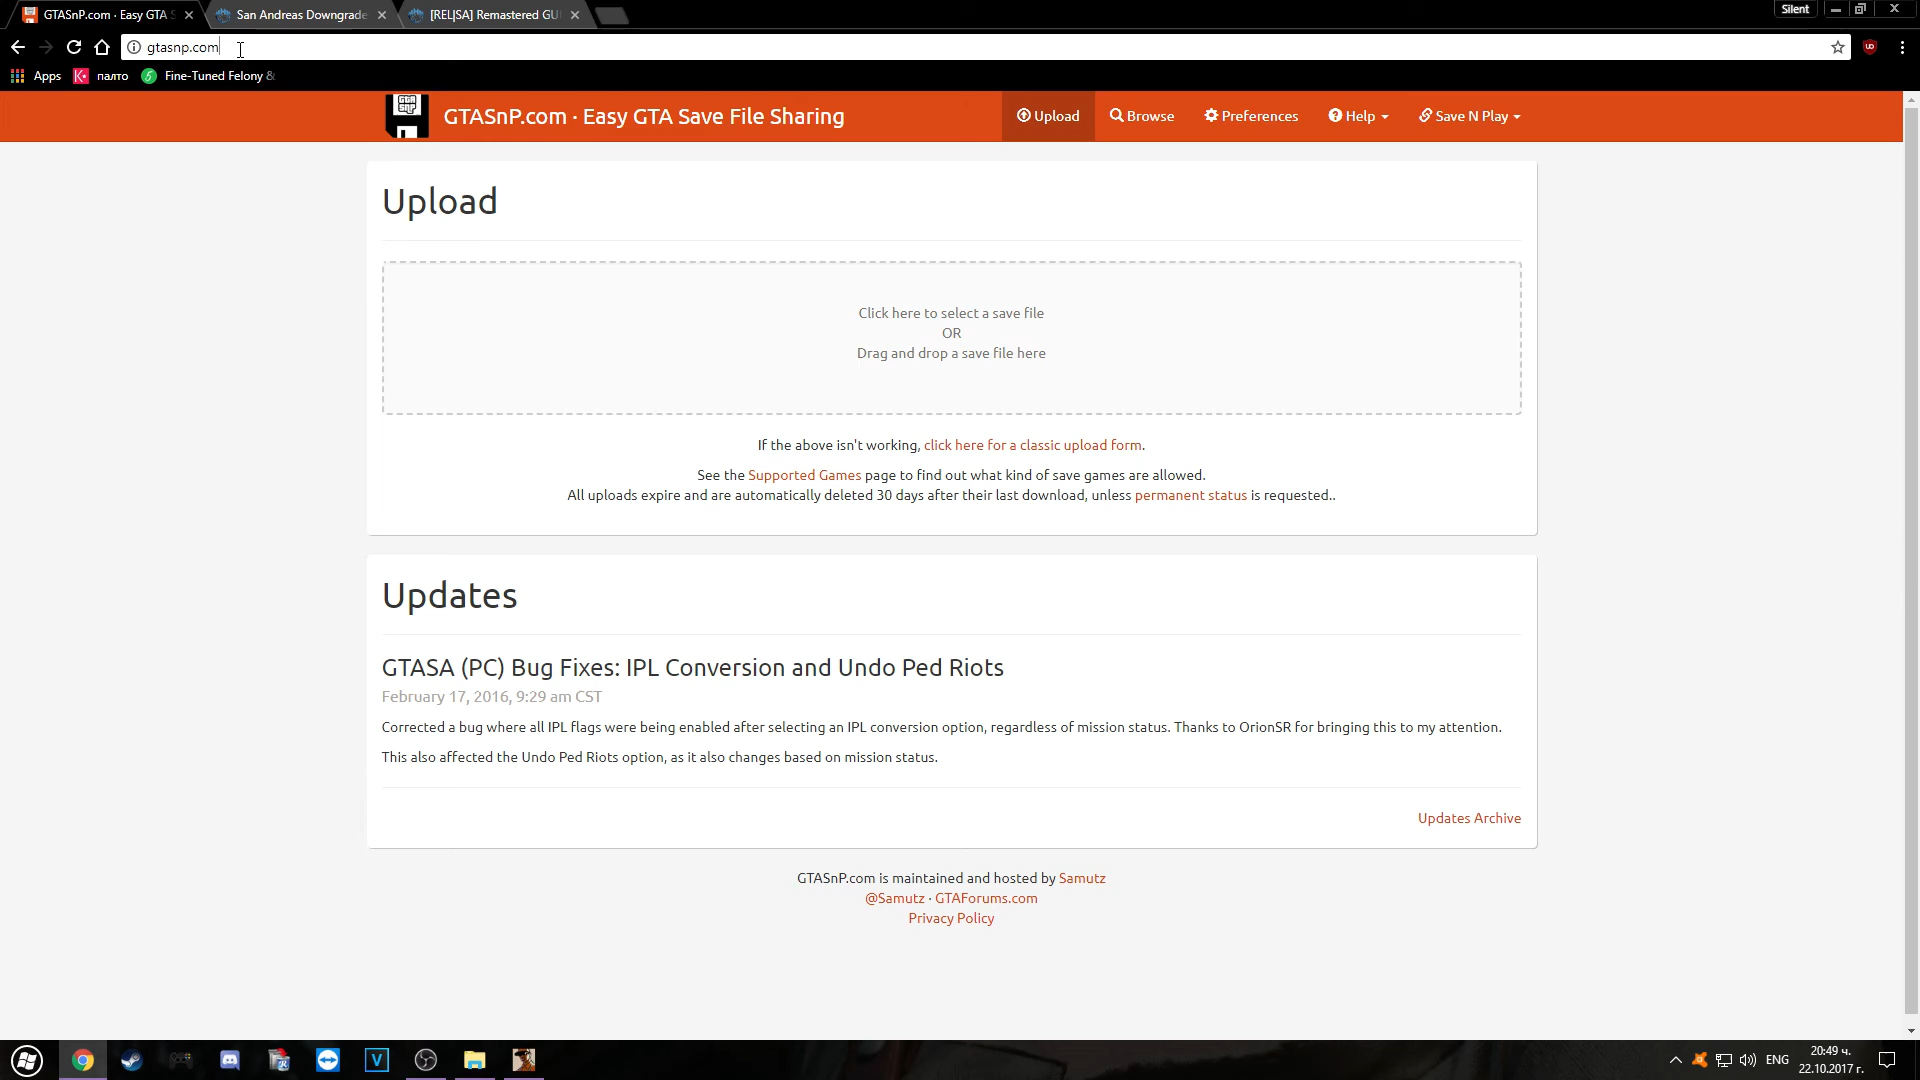 GTASnP.com · Easy GTA S
San Andreas Downgrade
[REL|SA] Remastered GU
Silent
gtasnp.com
Apps
палто
Fine-Tuned Felony &
GTASnP.com · Easy GTA Save File Sharing
Upload
Browse
Preferences
Help
Save N Play
Upload
Click here to select a save file
OR
Drag and drop a save file here
If the above isn't working, click here for a classic upload form.
See the Supported Games page to find out what kind of save games are allowed.
All uploads expire and are automatically deleted 30 days after their last download, unless permanent status is requested..
Updates
GTASA (PC) Bug Fixes: IPL Conversion and Undo Ped Riots
February 17, 2016, 9:29 am CST
Corrected a bug where all IPL flags were being enabled after selecting an IPL conversion option, regardless of mission status. Thanks to OrionSR for bringing this to my attention.
This also affected the Undo Ped Riots option, as it also changes based on mission status.
Updates Archive
GTASnP.com is maintained and hosted by Samutz
@Samutz · GTAForums.com
Privacy Policy
ENG
20:49 ч.
22.10.2017 г.